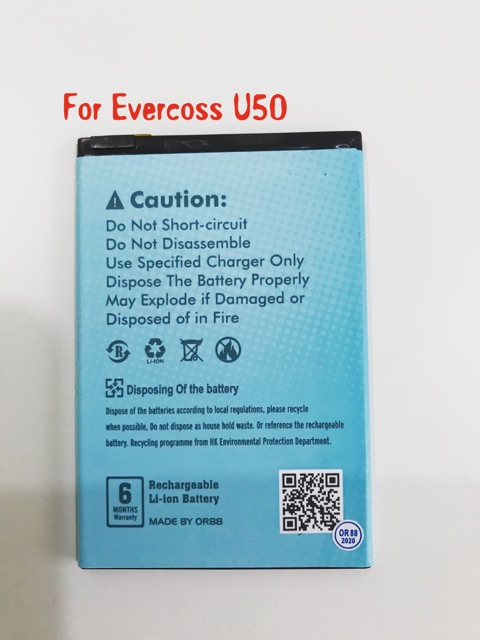 For Evercoss U50
Caution:
Do Not Short-circuit
Do Not Disassemble
Use Specified Charger Only
Dispose The Battery Properly
May Explode if Damaged or
Disposed of in Fire
R
LI-ION
Disposing Of the battery
Dispose of the batteries according to local regulations, please recycle
when possible. Do not dispose as house hold waste. Or reference the rechargeable
battery. Recycling programme from HK Environmental Protection Department.
6
MONTHS
Warranty
Rechargeable
Li-ion Battery
MADE BY OR88
OR 88
2020